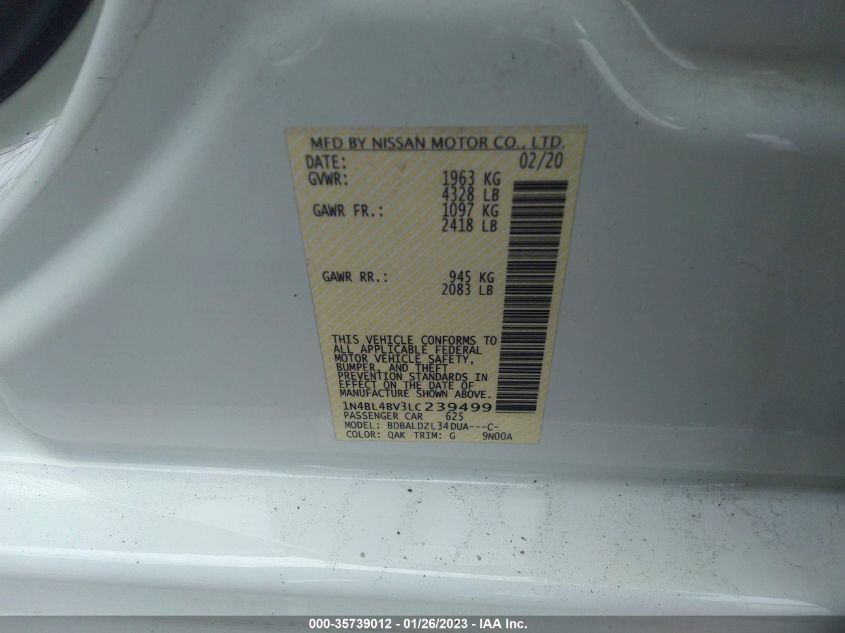 MFD BY NISSAN MOTOR CO., LTD.
DATE: 02/20
GVWR: 1963 KG
4328 LB
GAWR FR.: 1097 KG
2418 LB
GAWR RR.: 945 KG
2083 LB
THIS VEHICLE CONFORMS TO
ALL APPLICABLE FEDERAL
MOTOR VEHICLE SAFETY,
BUMPER, AND THEFT
PREVENTION STANDARDS IN
EFFECT ON THE DATE OF
MANUFACTURE SHOWN ABOVE.
1N4BL4BV3LC239499
PASSENGER CAR 625
MODEL: BDBALDZL34DUA---C-
COLOR: QAK TRIM: G 9N00A
000-35739012 - 01/26/2023 - IAA Inc.